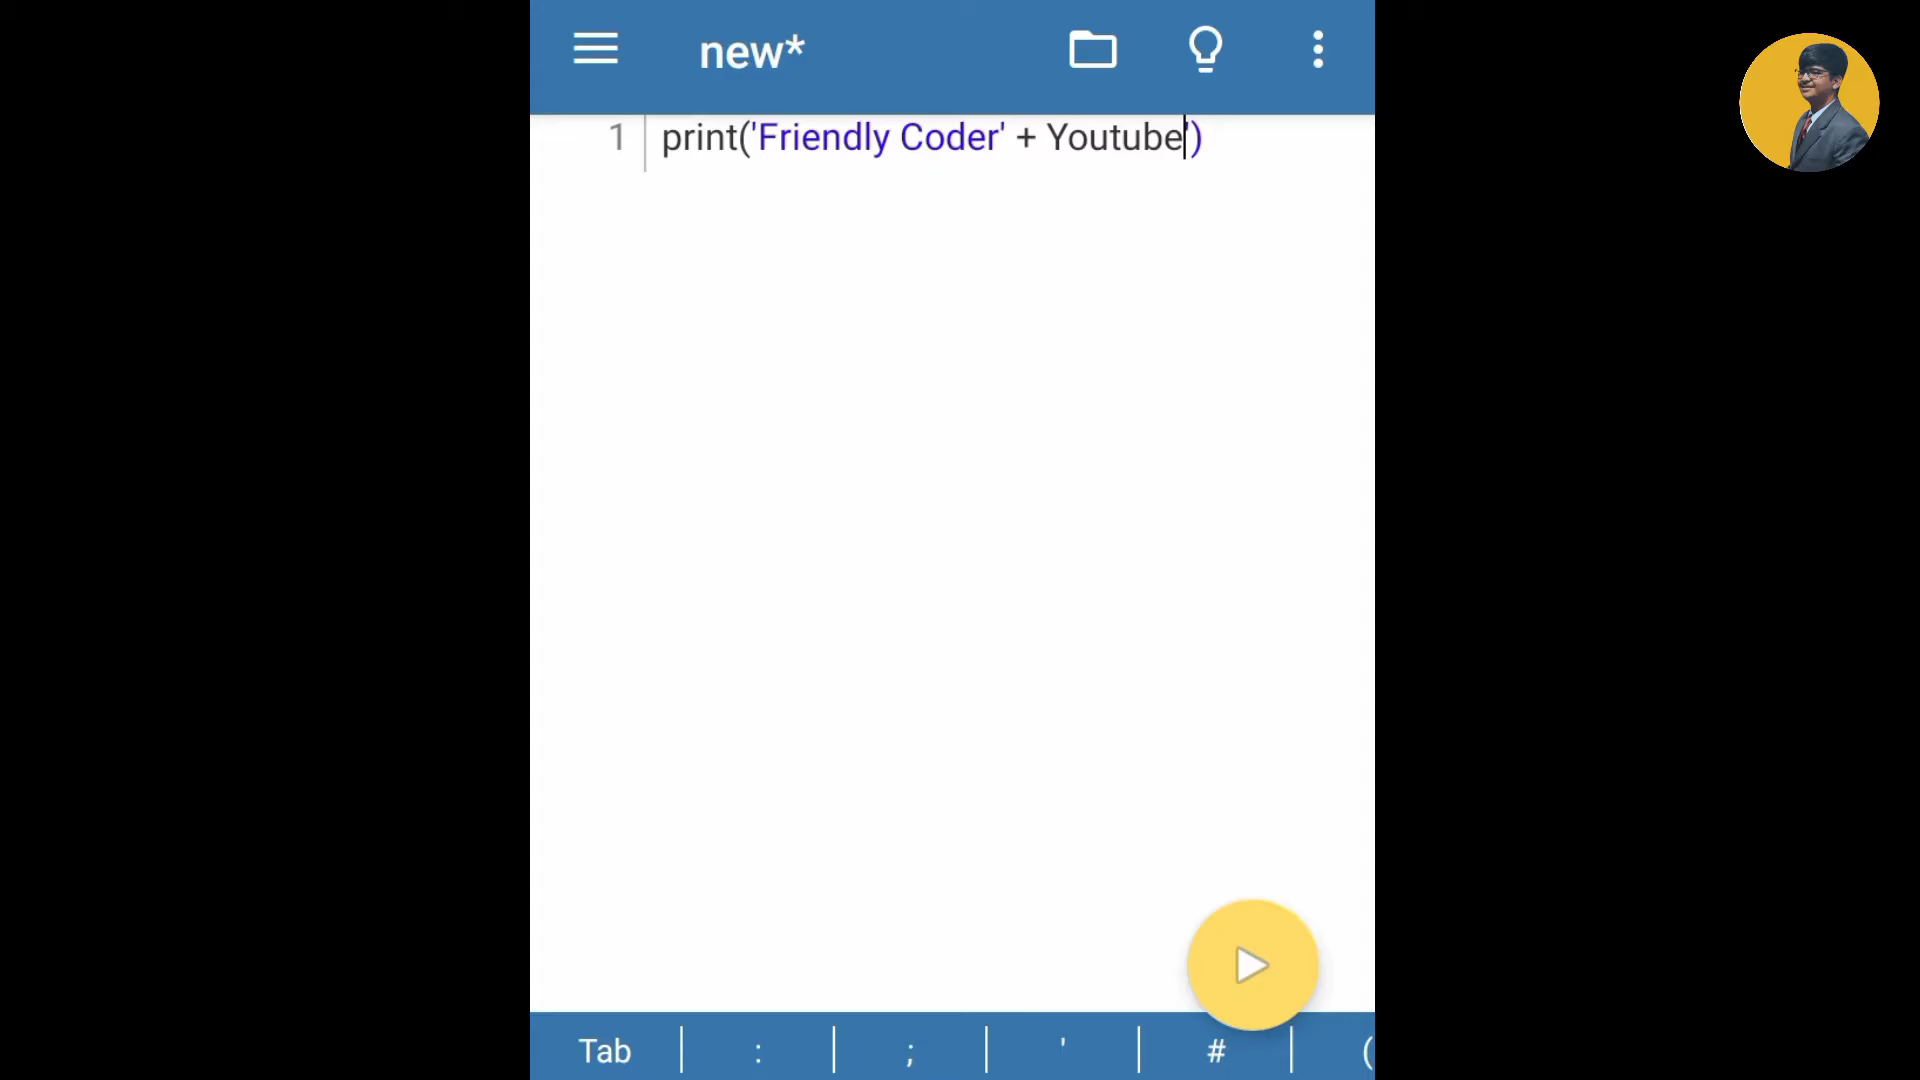 new*
1 print('Friendly Coder' + Youtube')
Tab : ; ' # (